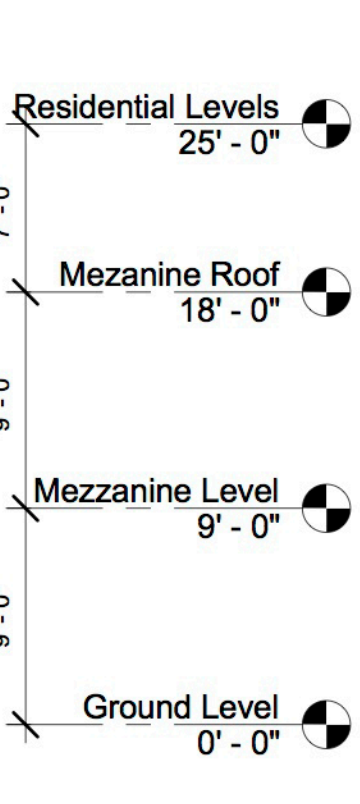 Residential Levels
25' - 0"
Mezanine Roof
18' - 0"
Mezzanine Level
9' - 0"
Ground Level
0' - 0"